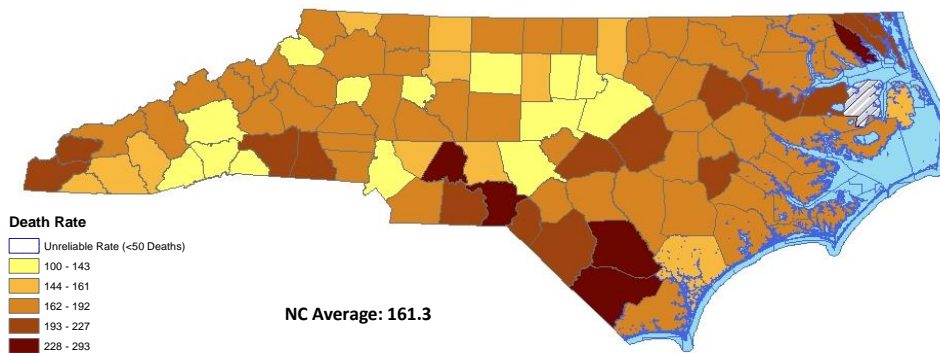 Death Rate
Unreliable Rate (<50 Deaths)
100 - 143
144 - 161
162 - 192
193 - 227
228 - 293
NC Average: 161.3